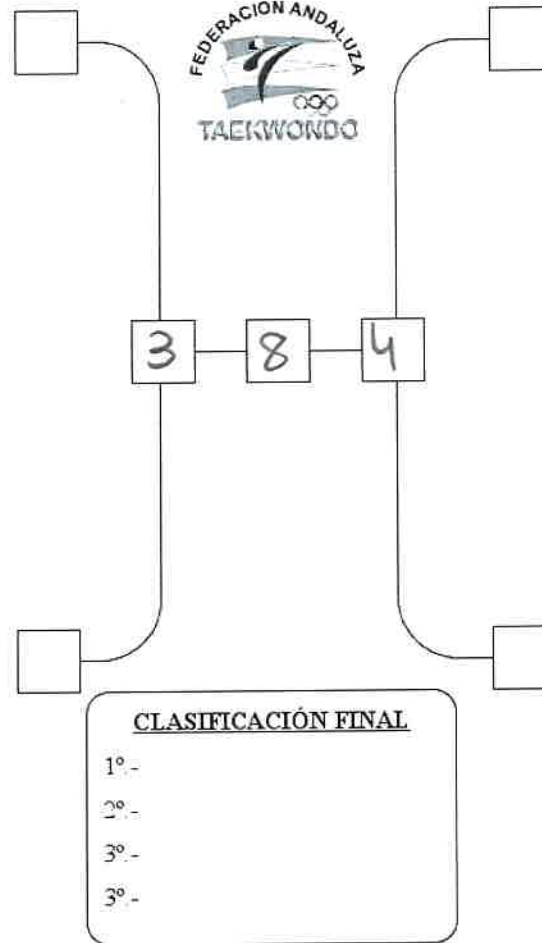 FEDERACION ANDALUZA
TAEKWONDO
3 8 4
CLASIFICACIÓN FINAL
1º.-
2º.-
3º.-
3º.-